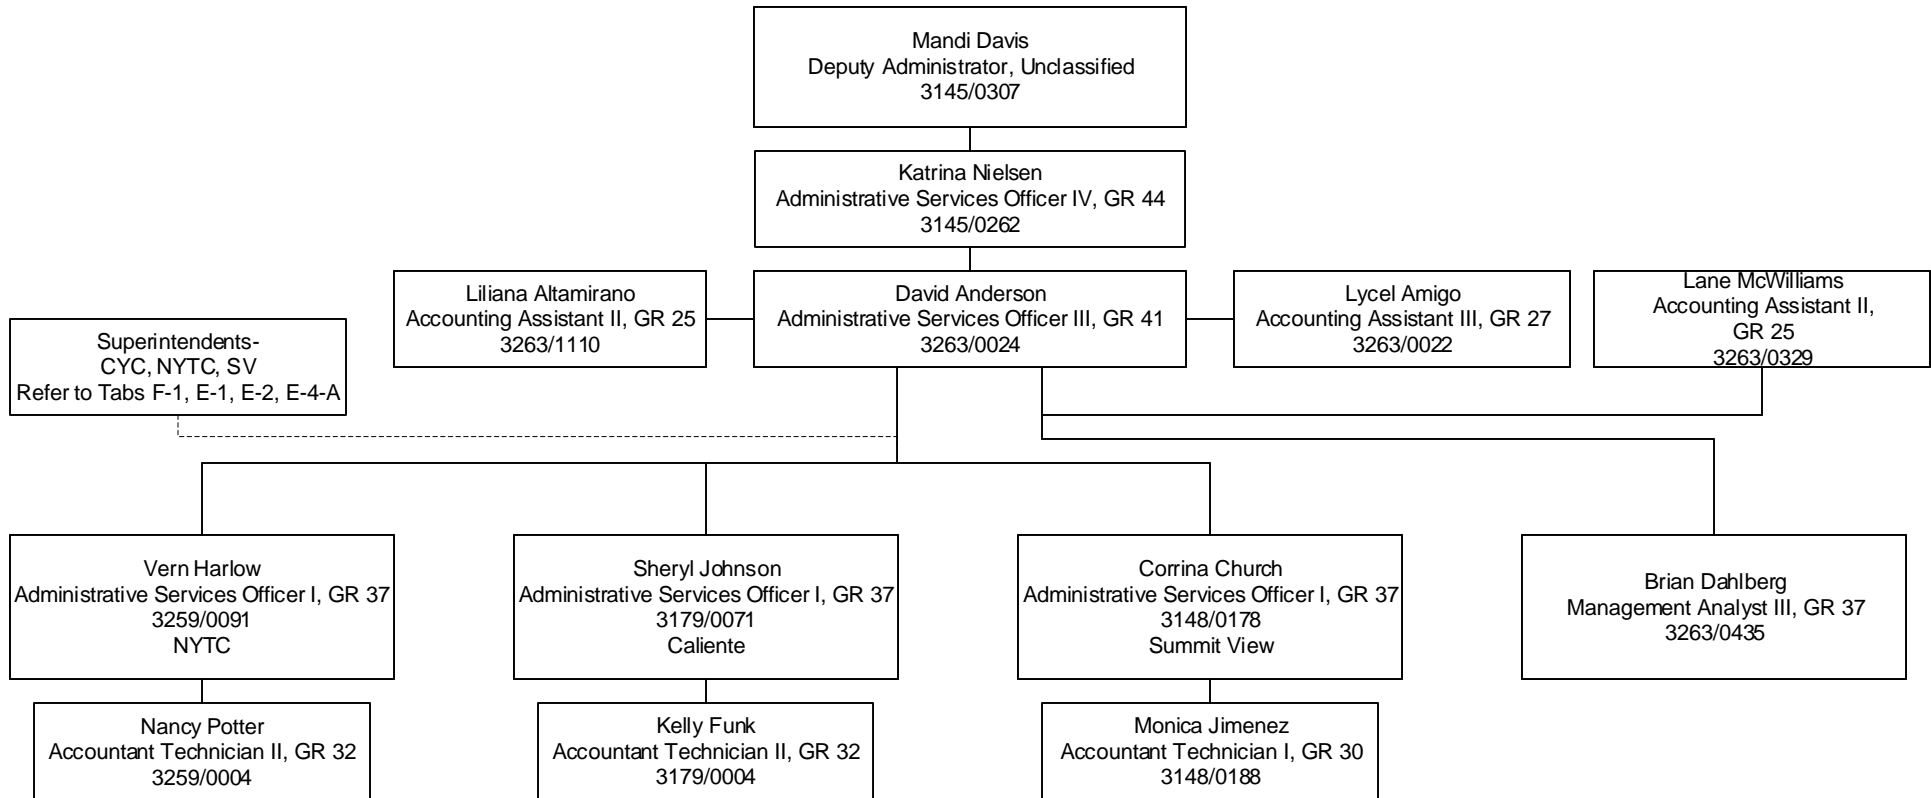 Mandi Davis
Deputy Administrator, Unclassified
3145/0307
Katrina Nielsen
Administrative Services Officer IV, GR 44
3145/0262
Liliana Altamirano
Accounting Assistant II, GR 25
3263/1110
David Anderson
Administrative Services Officer III, GR 41
3263/0024
Lycel Amigo
Accounting Assistant III, GR 27
3263/0022
Lane McWilliams
Accounting Assistant II,
GR 25
3263/0329
Superintendents-
CYC, NYTC, SV
Refer to Tabs F-1, E-1, E-2, E-4-A
Vern Harlow
Administrative Services Officer I, GR 37
3259/0091
NYTC
Sheryl Johnson
Administrative Services Officer I, GR 37
3179/0071
Caliente
Corrina Church
Administrative Services Officer I, GR 37
3148/0178
Summit View
Brian Dahlberg
Management Analyst III, GR 37
3263/0435
Nancy Potter
Accountant Technician II, GR 32
3259/0004
Kelly Funk
Accountant Technician II, GR 32
3179/0004
Monica Jimenez
Accountant Technician I, GR 30
3148/0188